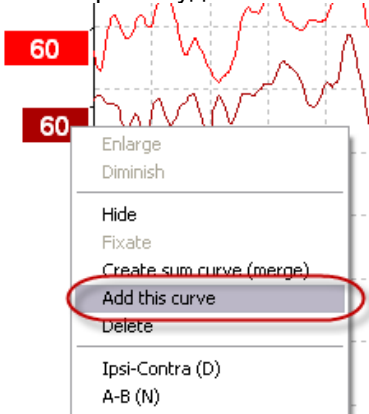 60
60
Enlarge
Diminish
Hide
Fixate
Create sum curve (merge)
Add this curve
Delete
Ipsi-Contra (D)
A-B (N)